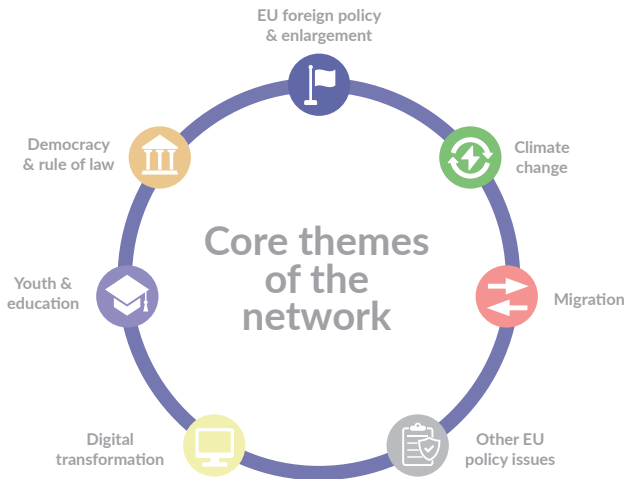 EU foreign policy
& enlargement
Democracy
& rule of law
Climate
change
Core themes
of the
network
Youth &
education
Migration
Digital
transformation
Other EU
policy issues